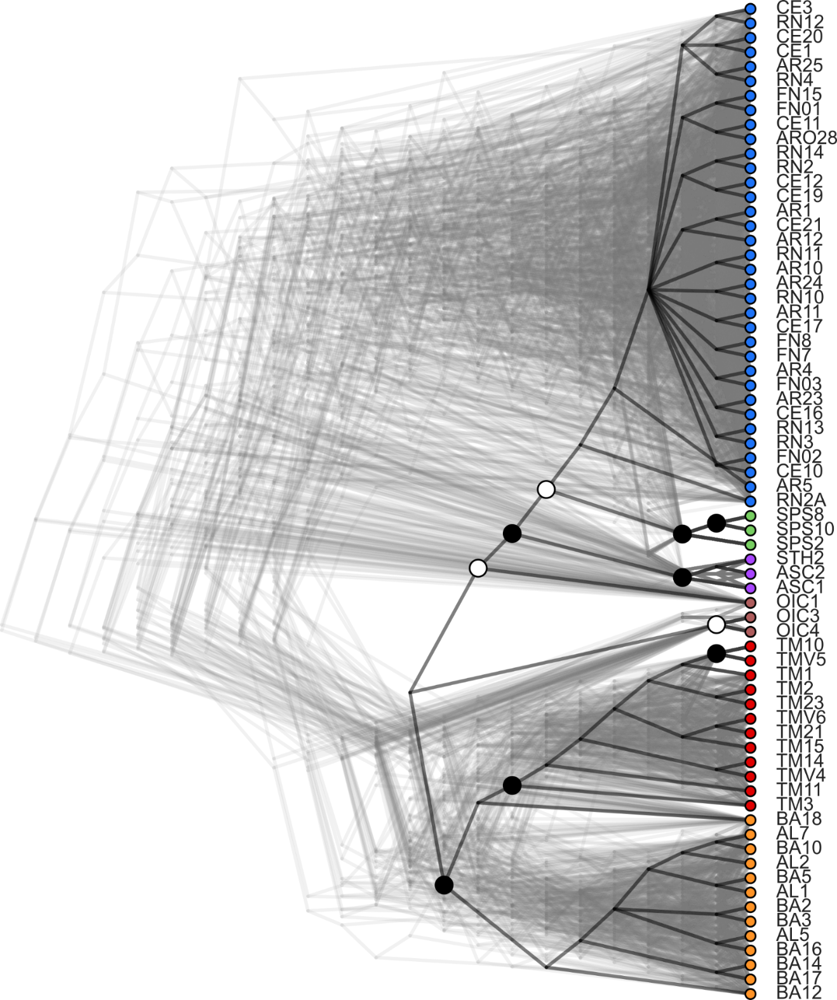 CE3
RN12
CE20
CE1
AR25
RN4
FN15
FN01
CE11
ARO28
RN14
RN2
CE12
CE19
AR1
CE21
AR12
RN11
AR10
AR24
RN10
AR11
CE17
FN8
FN7
AR4
FN03
AR23
CE16
RN13
RN3
FN02
CE10
AR5
RN2A
SPS8
SPS10
SPS2
STH2
ASC2
ASC1
OIC1
OIC3
OIC4
TM10
TMV5
TM1
TM2
TM23
TMV6
TM21
TM15
TM14
TMV4
TM11
TM3
BA18
AL7
BA10
AL2
BA5
AL1
BA2
BA3
AL5
BA16
BA14
BA17
BA12